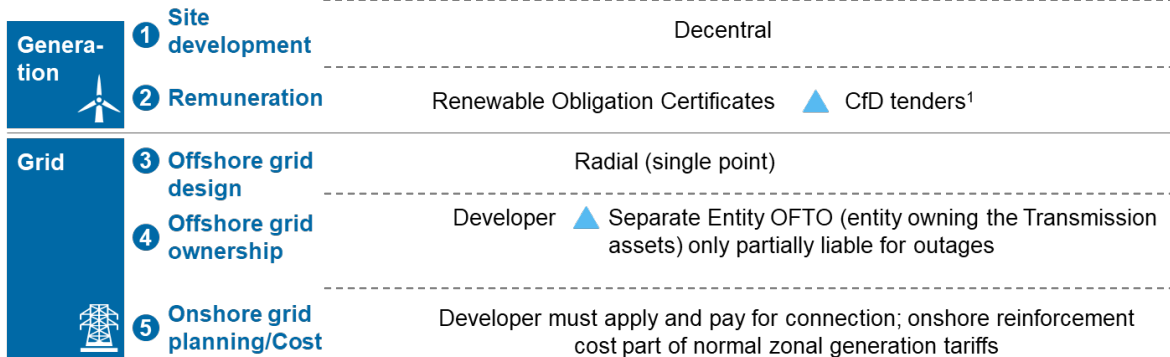 Genera-
tion
1 Site
development
Decentral
2 Remuneration
Renewable Obligation Certificates CfD tenders¹
Grid
3 Offshore grid
design
Radial (single point)
4 Offshore grid
ownership
Developer Separate Entity OFTO (entity owning the Transmission
assets) only partially liable for outages
5 Onshore grid
planning/Cost
Developer must apply and pay for connection; onshore reinforcement
cost part of normal zonal generation tariffs